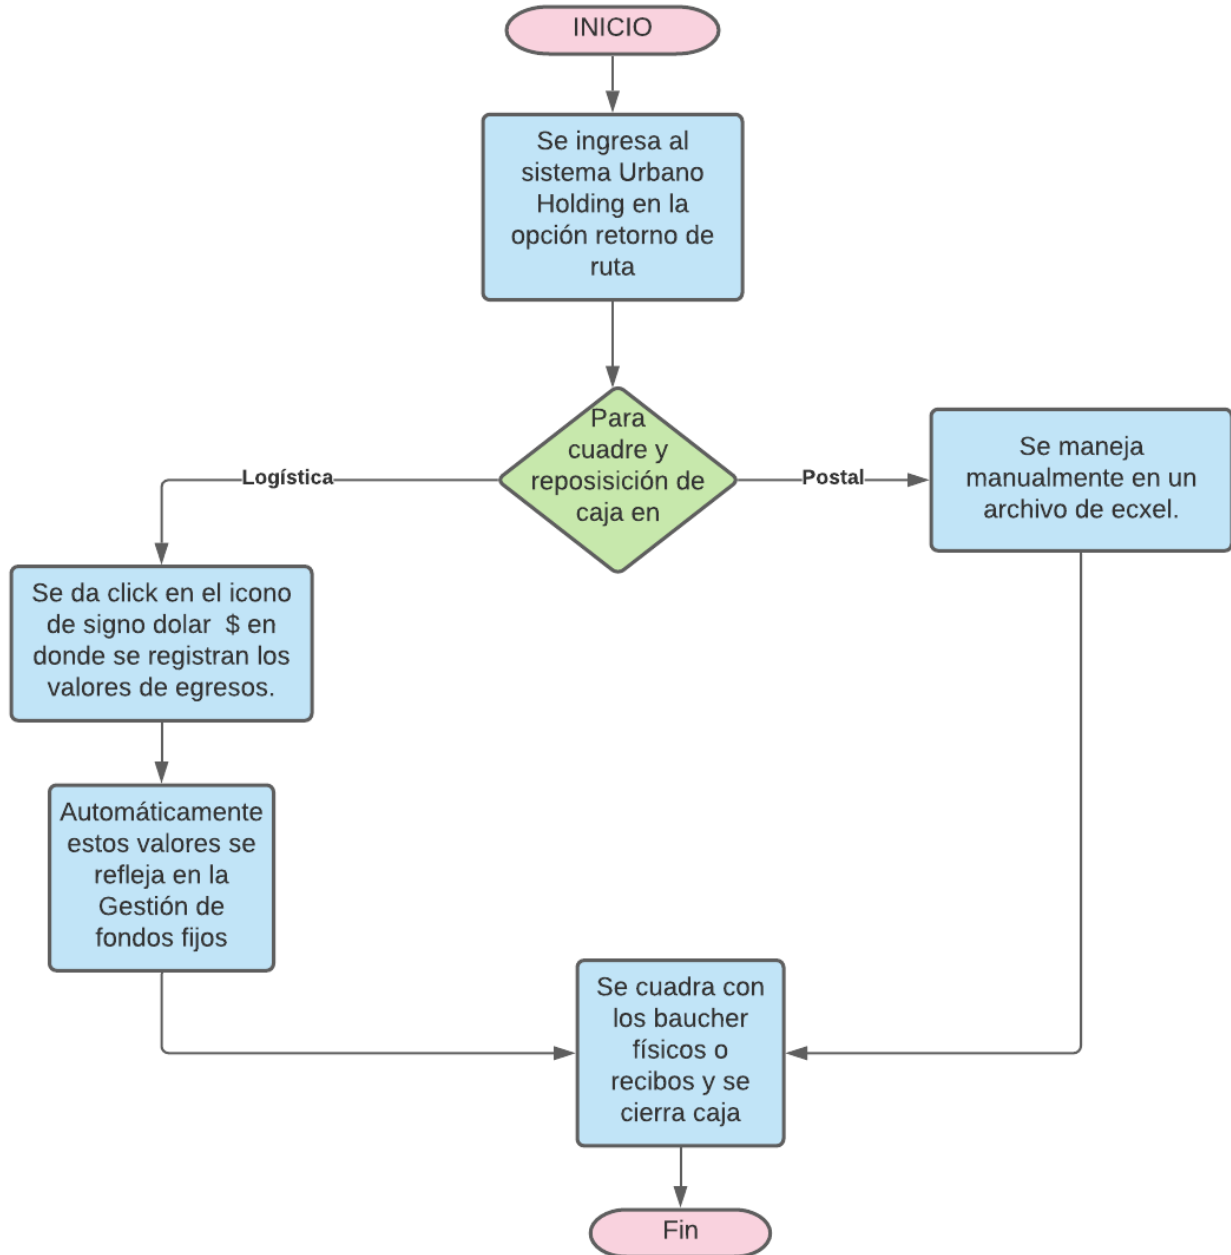 INICIO
Se ingresa al
sistema Urbano
Holding en la
opción retorno de
ruta
Para
cuadre y
reposisición de
caja en
Logística
Postal
Se maneja
manualmente en un
archivo de ecxel.
Se da click en el icono
de signo dolar  $ en
donde se registran los
valores de egresos.
Automáticamente
estos valores se
refleja en la
Gestión de
fondos fijos
Se cuadra con
los baucher
físicos o
recibos y se
cierra caja
Fin